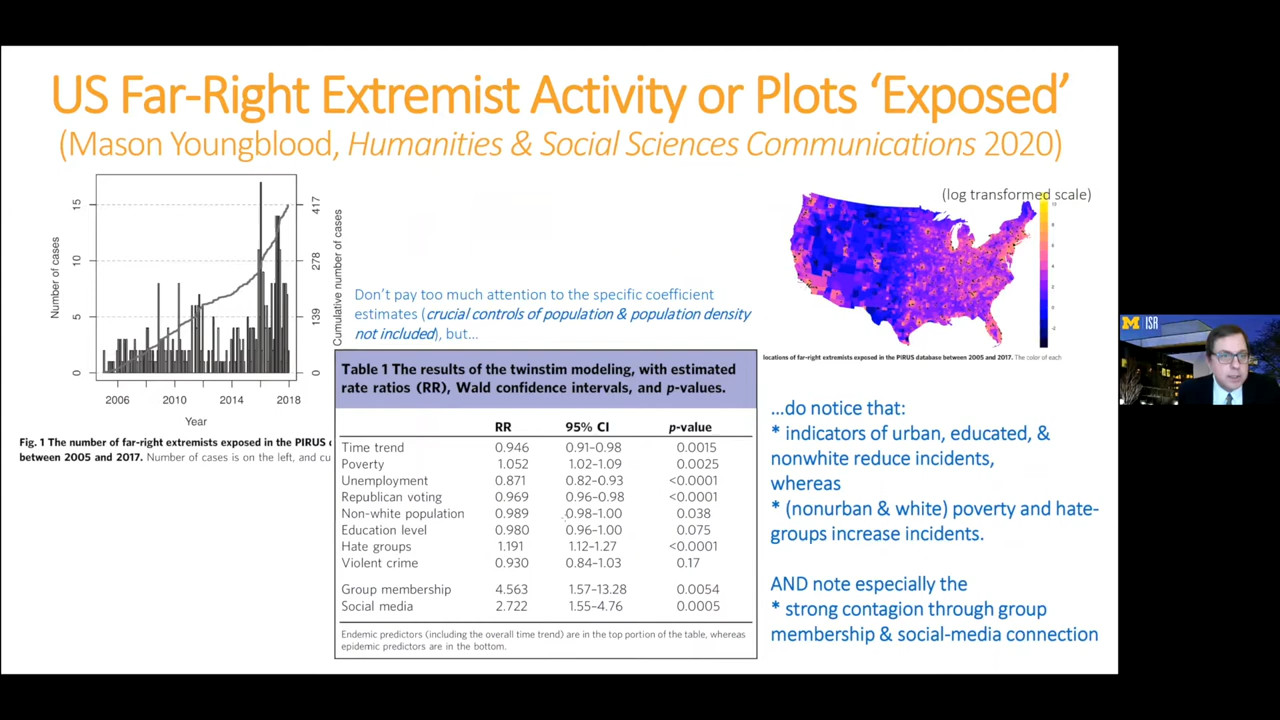 US Far-Right Extremist Activity or Plots ‘Exposed’
(Mason Youngblood, Humanities & Social Sciences Communications 2020)
Number of cases
15
10
5
0
417
278
139
0
Cumulative number of cases
2006 2010 2014 2018
Year
Fig. 1 The number of far-right extremists exposed in the PIRUS
between 2005 and 2017. Number of cases is on the left, and cu
Don’t pay too much attention to the specific coefficient
estimates (crucial controls of population & population density
not included), but…
Table 1 The results of the twinstim modeling, with estimated
rate ratios (RR), Wald confidence intervals, and p-values.
RR 95% CI p-value
Time trend 0.946 0.91–0.98 0.0015
Poverty 1.052 1.02–1.09 0.0025
Unemployment 0.871 0.82–0.93 <0.0001
Republican voting 0.969 0.96–0.98 <0.0001
Non-white population 0.989 0.98–1.00 0.038
Education level 0.980 0.96–1.00 0.075
Hate groups 1.191 1.12–1.27 <0.0001
Violent crime 0.930 0.84–1.03 0.17
Group membership 4.563 1.57–13.28 0.0054
Social media 2.722 1.55–4.76 0.0005
Endemic predictors (including the overall time trend) are in the top portion of the table, whereas
epidemic predictors are in the bottom.
(log transformed scale)
locations of far-right extremists exposed in the PIRUS database between 2005 and 2017. The color of each
…do notice that:
* indicators of urban, educated, &
nonwhite reduce incidents,
whereas
* (nonurban & white) poverty and hate-
groups increase incidents.
AND note especially the
* strong contagion through group
membership & social-media connection
M ISR